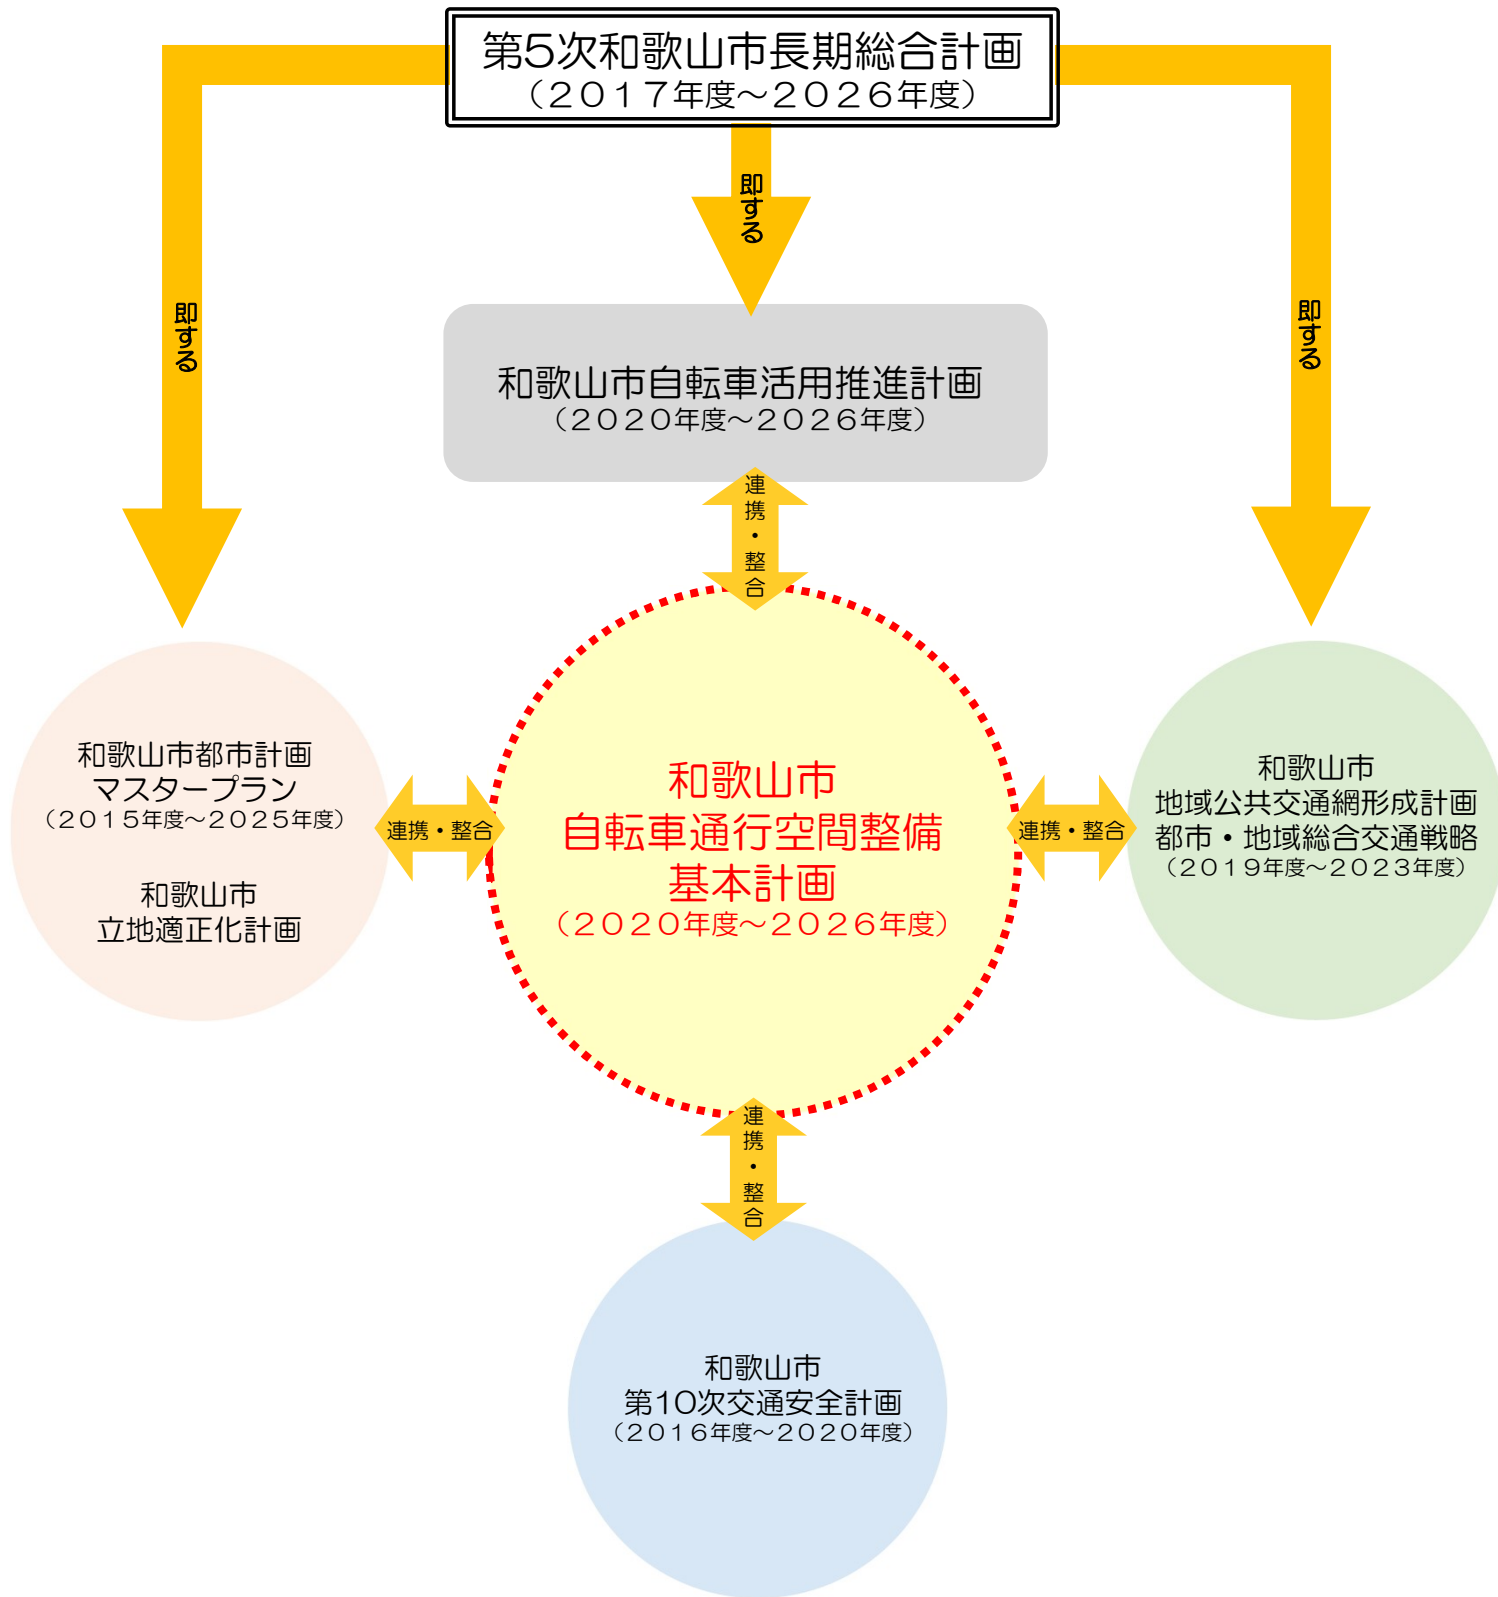 第5次和歌山市長期総合計画
（２０１７年度～２０２６年度）
即する
即する
即する
和歌山市自転車活用推進計画
（２０２０年度～２０２６年度）
連携・整合
和歌山市都市計画
マスタープラン
（２０１５年度～２０２５年度）
和歌山市
立地適正化計画
連携・整合
和歌山市
自転車通行空間整備
基本計画
（２０２０年度～２０２６年度）
連携・整合
和歌山市
地域公共交通網形成計画
都市・地域総合交通戦略
（２０１９年度～２０２３年度）
連携・整合
和歌山市
第10次交通安全計画
（２０１６年度～２０２０年度）